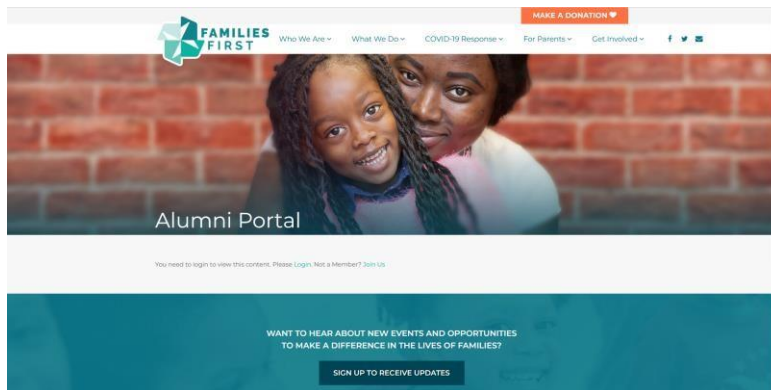 MAKE A DONATION
FAMILIES
FIRST
Who We Are
What We Do
COVID-19 Response
For Parents
Get Involved
Alumni Portal
You need to login to view this content. Please Login. Not a Member? Join Us
WANT TO HEAR ABOUT NEW EVENTS AND OPPORTUNITIES
TO MAKE A DIFFERENCE IN THE LIVES OF FAMILIES?
SIGN UP TO RECEIVE UPDATES